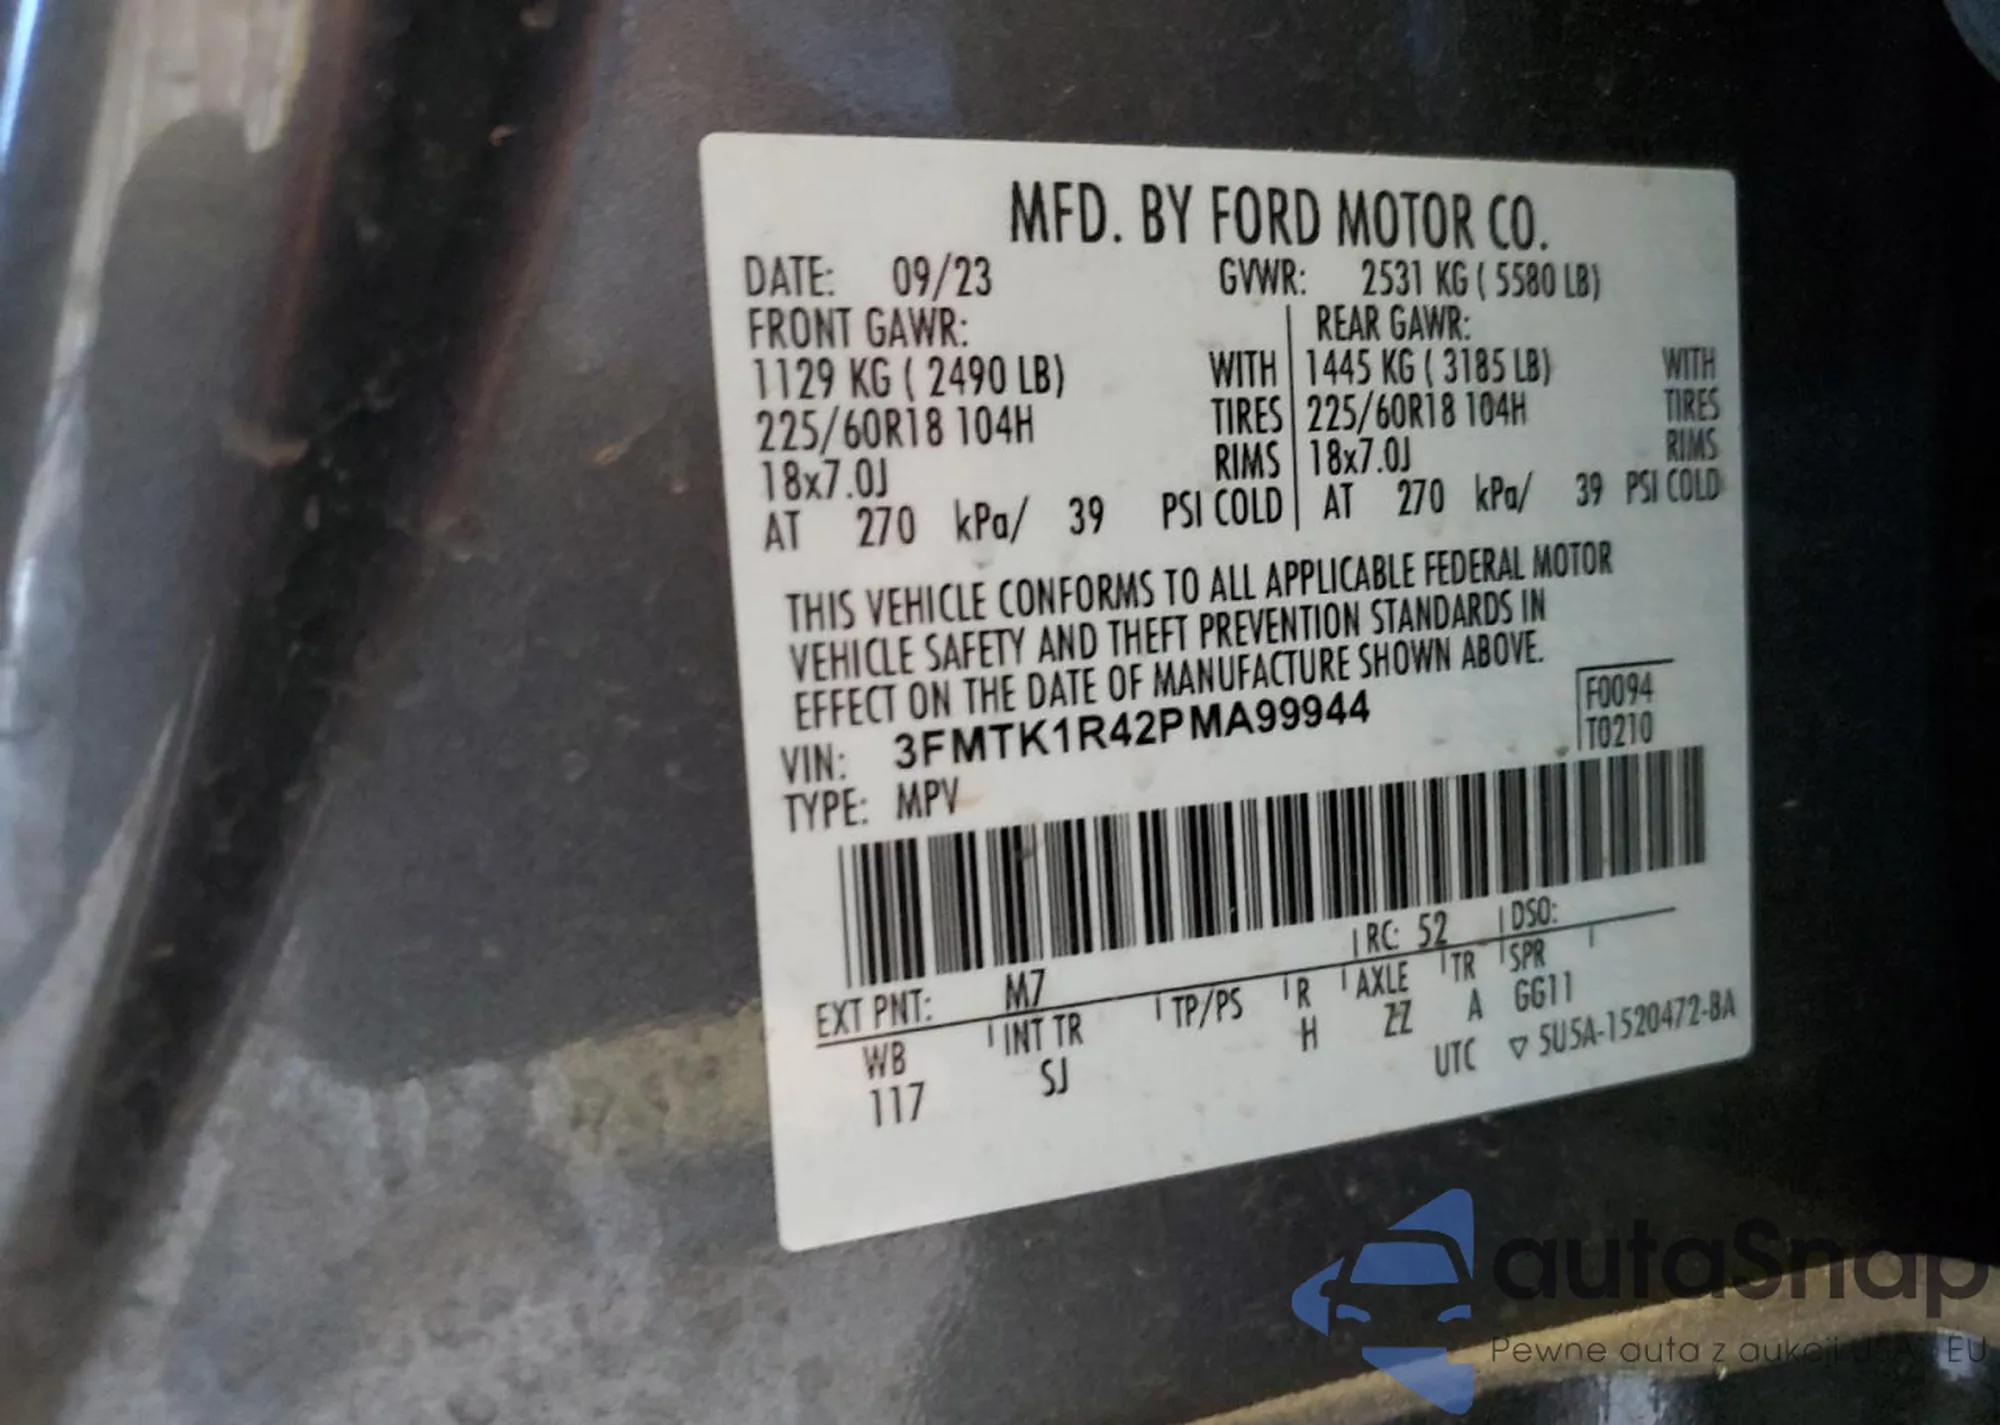 MFD. BY FORD MOTOR CO.
DATE: 09/23 GVWR: 2531 KG ( 5580 LB)
FRONT GAWR: REAR GAWR:
1129 KG ( 2490 LB) WITH 1445 KG ( 3185 LB) WITH
225/60R18 104H TIRES 225/60R18 104H TIRES
18x7.0J RIMS 18x7.0J RIMS
AT 270 kPa/ 39 PSI COLD AT 270 kPa/ 39 PSI COLD
THIS VEHICLE CONFORMS TO ALL APPLICABLE FEDERAL MOTOR
VEHICLE SAFETY AND THEFT PREVENTION STANDARDS IN
EFFECT ON THE DATE OF MANUFACTURE SHOWN ABOVE.
VIN: 3FMTK1R42PMA99944 F0094
TYPE: MPV T0210
EXT PNT: M7 RC: 52 DSO:
WB INT TR TP/PS R AXLE TR SPR
117 SJ H ZZ A GG11
UTC ▽ 5U5A-1520472-BA
autaSnap
Pewne auta z aukcji USA i EU